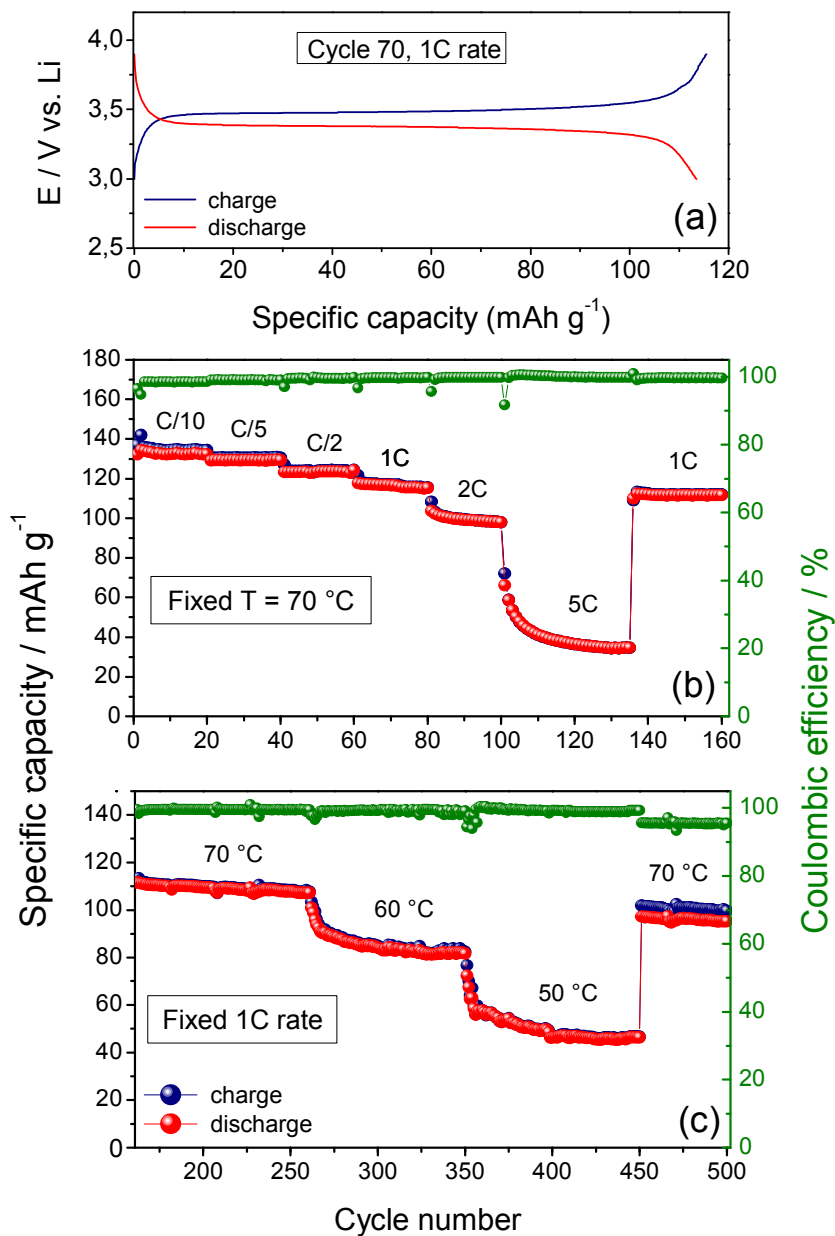 4,0
3,5
3,0
2,5
E / V vs. Li
Cycle 70, 1C rate
charge
discharge
(a)
0 20 40 60 80 100 120
Specific capacity (mAh g⁻¹)
180
160
140
120
100
80
60
40
20
0
C/10 C/5 C/2 1C 2C 5C 1C
Fixed T = 70 °C
(b)
100
80
60
40
20
0
0 20 40 60 80 100 120 140 160
Specific capacity / mAh g⁻¹
Coulombic efficiency / %
140
120
100
80
60
40
20
0
70 °C 60 °C 50 °C 70 °C
Fixed 1C rate
charge
discharge
(c)
100
80
60
40
30
0
200 250 300 350 400 450 500
Cycle number